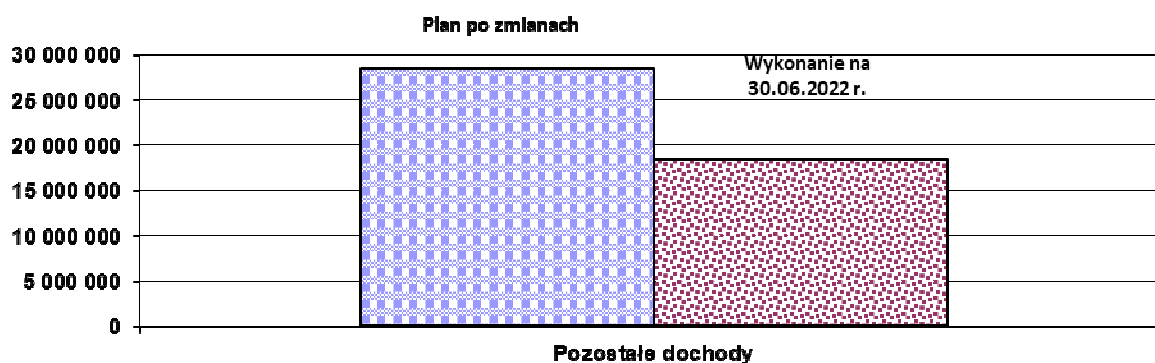 Plan po zmianach
30 000 000
Wykonanie na
30.06.2022 r.
25 000 000
20 000 000
15 000 000
10 000 000
5 000 000
0
Pozostałe dochody